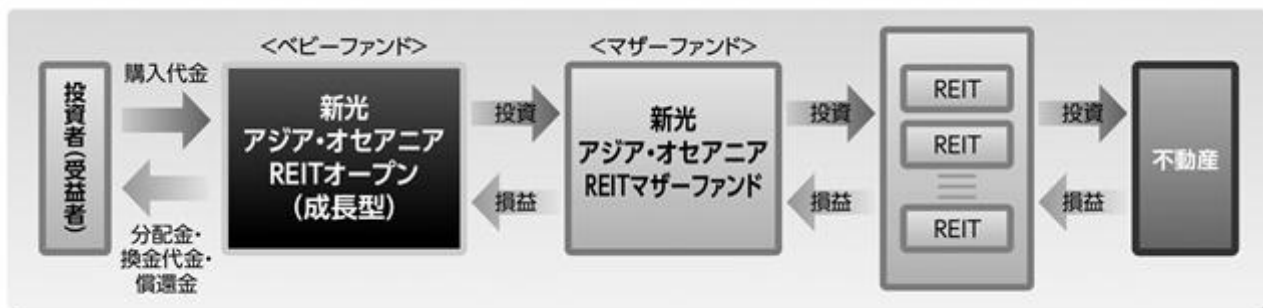 投資者(受益者)
購入代金
分配金・
換金代金・
償還金
<ベビーファンド>
新光
アジア・オセアニア
REITオープン
(成長型)
投資
損益
<マザーファンド>
新光
アジア・オセアニア
REITマザーファンド
投資
損益
REIT
REIT
REIT
投資
損益
不動産